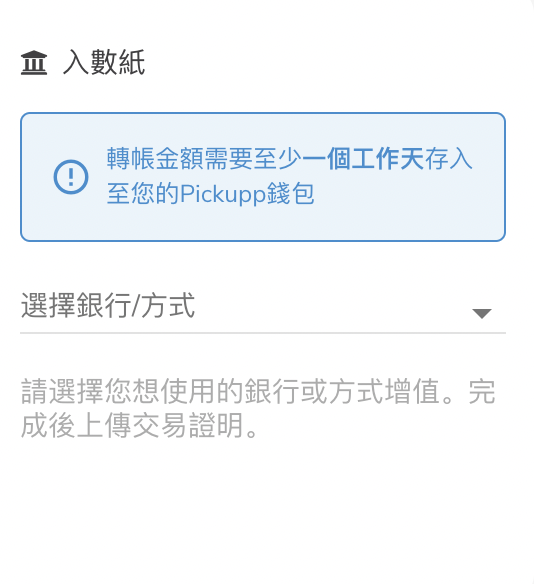 入數紙
轉帳金額需要至少一個工作天存入
至您的Pickupp錢包
選擇銀行/方式
請選擇您想使用的銀行或方式增值。完
成後上傳交易證明。